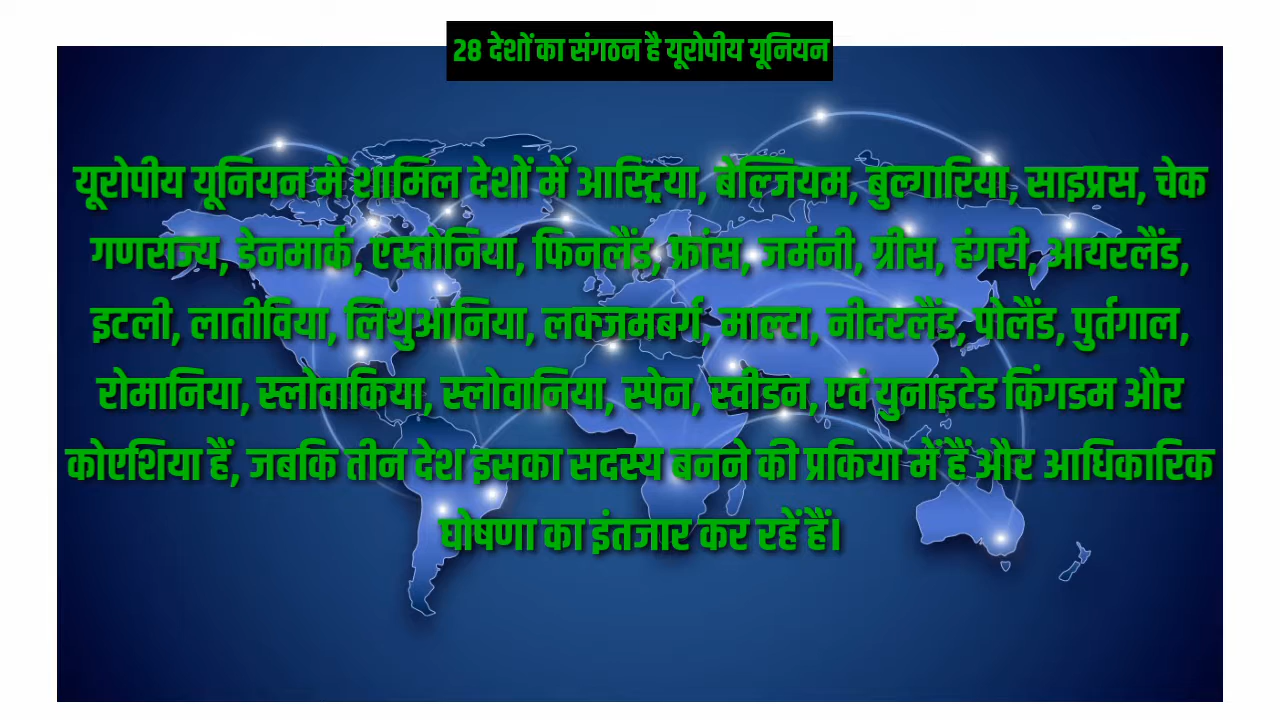 28 देशों का संगठन है यूरोपीय यूनियन
यूरोपीय यूनियन में शामिल देशों में आस्ट्रिया, बेल्जियम, बुल्गारिया, साइप्रस, चेक
गणराज्य, डेनमार्क, एस्तोनिया, फिनलैंड, फ्रांस, जर्मनी, ग्रीस, हंगरी, आयरलैंड,
इटली, लातीविया, लिथुआनिया, लक्जमबर्ग, माल्टा, नीदरलैंड, पोलैंड, पुर्तगाल,
रोमानिया, स्लोवाकिया, स्लोवानिया, स्पेन, स्वीडन, एवं युनाइटेड किंगडम और
कोएशिया हैं, जबकि तीन देश इसका सदस्य बनने की प्रकिया में हैं और आधिकारिक
घोषणा का इंतजार कर रहें हैं।